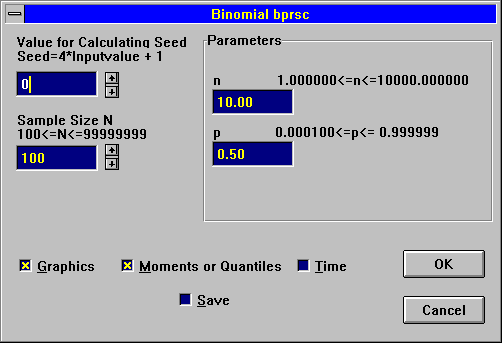 Binomial bprsc
Value for Calculating Seed
Seed=4*Inputvalue + 1
0
Sample Size N
100<=N<=99999999
100
Parameters
n 1.000000<=n<=10000.000000
10.00
p 0.000100<=p<= 0.999999
0.50
Graphics
Moments or Quantiles
Time
Save
OK
Cancel